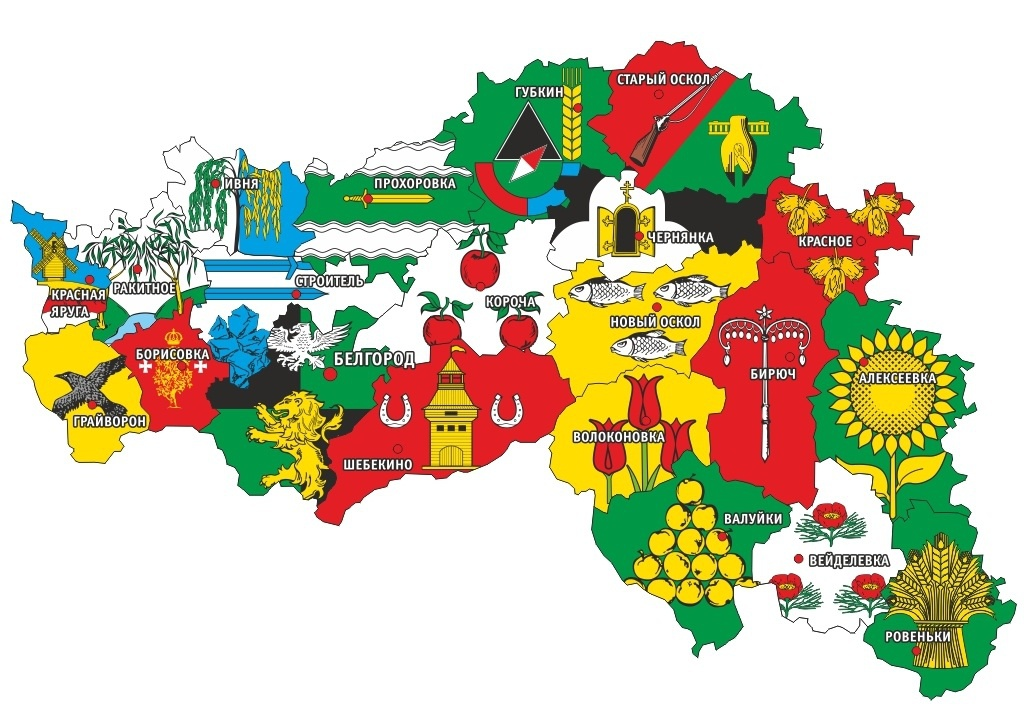 СТАРЫЙ ОСКОЛ
ГУБКИН
ИВНЯ
ПРОХОРОВКА
ЧЕРНЯНКА
КРАСНОЕ
КРАСНАЯ
ЯРУГА
РАКИТНОЕ
СТРОИТЕЛЬ
КОРОЧА
НОВЫЙ ОСКОЛ
БОРИСОВКА
БЕЛГОРОД
БИРЮЧ
АЛЕКСЕЕВКА
ГРАЙВОРОН
ВОЛОКОНОВКА
ШЕБЕКИНО
ВАЛУЙКИ
ВЕЙДЕЛЕВКА
РОВЕНЬКИ